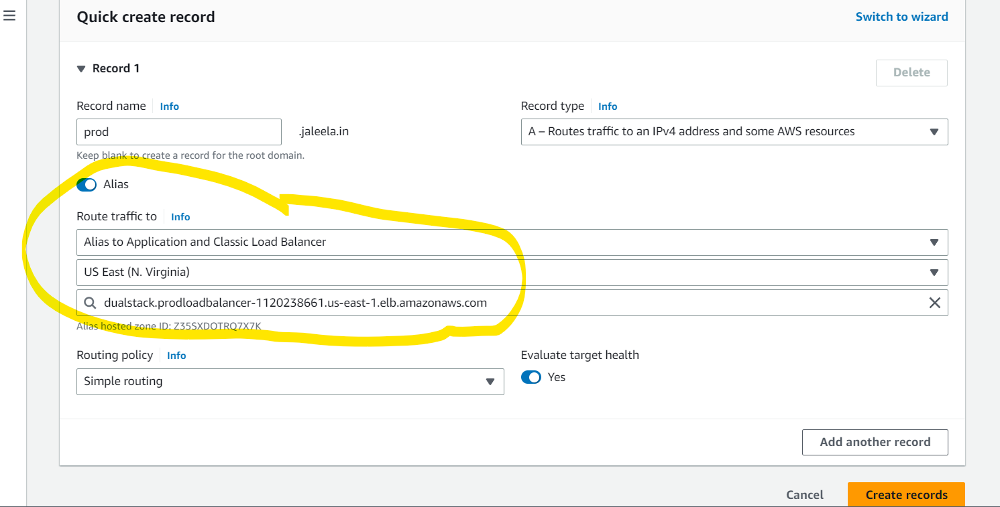 Quick create record
Switch to wizard
Record 1
Delete
Record name Info
Record type Info
prod .jaleela.in
A – Routes traffic to an IPv4 address and some AWS resources
Keep blank to create a record for the root domain.
Alias
Route traffic to Info
Alias to Application and Classic Load Balancer
US East (N. Virginia)
dualstack.prodloadbalancer-1120238661.us-east-1.elb.amazonaws.com
Alias hosted zone ID: Z35SXDOTRQ7X7K
Routing policy Info
Evaluate target health
Simple routing
Yes
Add another record
Cancel
Create records